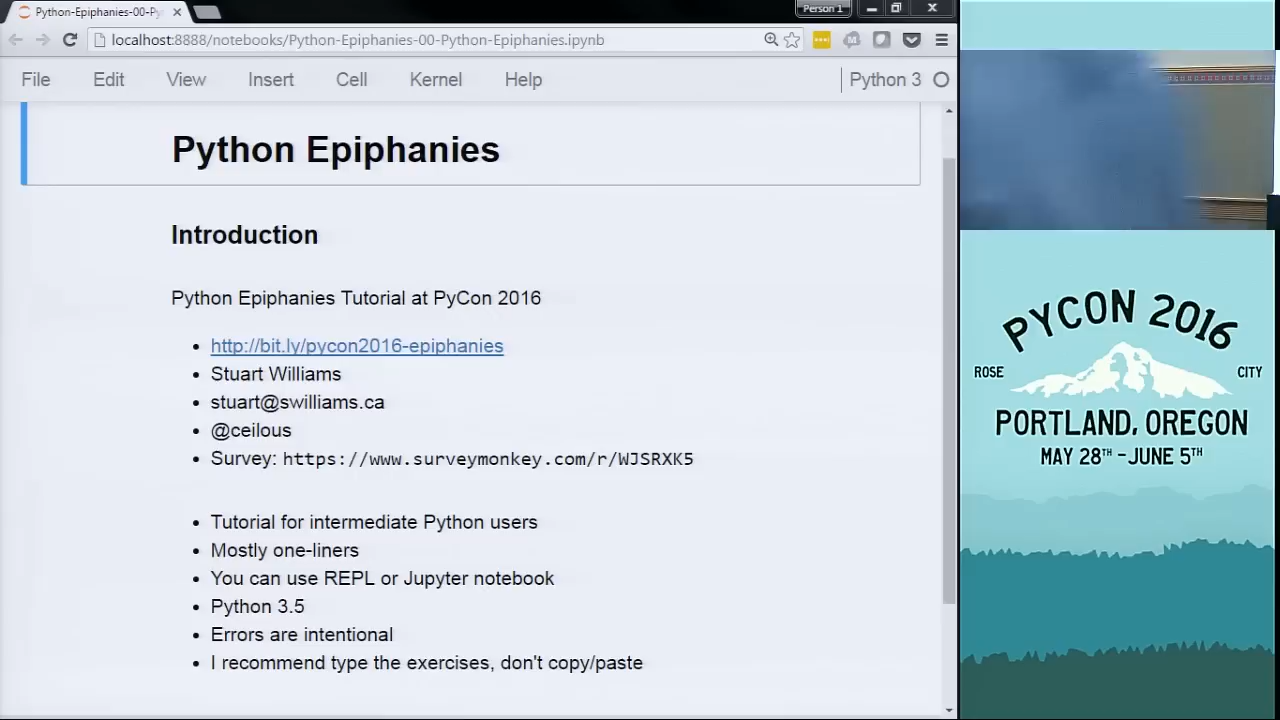 Python-Epiphanies-00-Py
Person 1
localhost:8888/notebooks/Python-Epiphanies-00-Python-Epiphanies.ipynb
File Edit View Insert Cell Kernel Help Python 3
Python Epiphanies
Introduction
Python Epiphanies Tutorial at PyCon 2016
• http://bit.ly/pycon2016-epiphanies
• Stuart Williams
• stuart@swilliams.ca
• @ceilous
• Survey: https://www.surveymonkey.com/r/WJSRXK5
• Tutorial for intermediate Python users
• Mostly one-liners
• You can use REPL or Jupyter notebook
• Python 3.5
• Errors are intentional
• I recommend type the exercises, don't copy/paste
PYCON 2016
ROSE CITY
PORTLAND, OREGON
MAY 28TH - JUNE 5TH